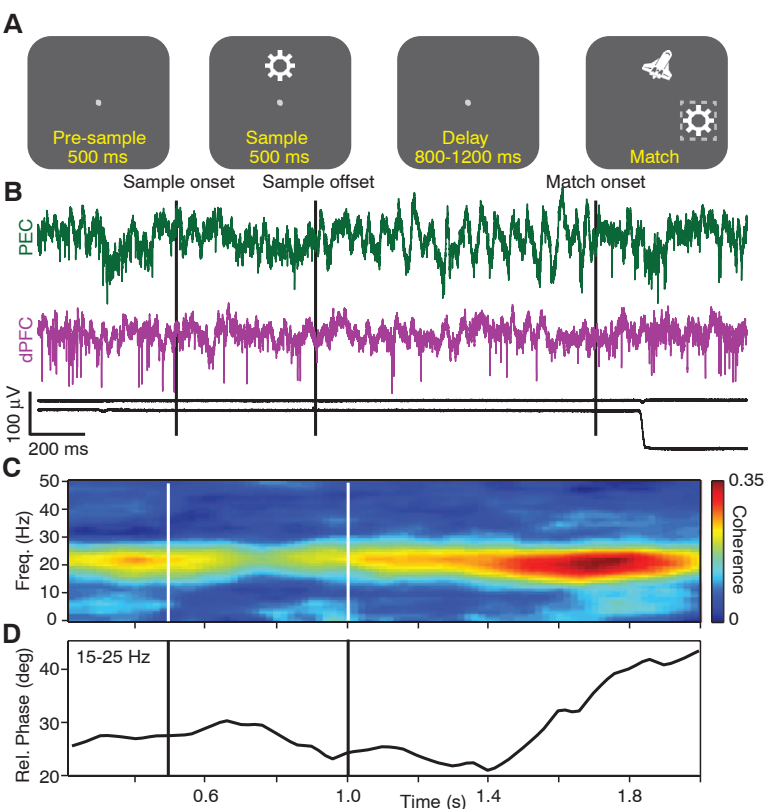 A
Pre-sample
500 ms
Sample
500 ms
Delay
800-1200 ms
Match
B
Sample onset
Sample offset
Match onset
PEC
dPFC
100 µV
200 ms
C
50
40
30
20
10
0
Freq. (Hz)
0.35
Coherence
0
D
15-25 Hz
40
30
20
Rel. Phase (deg)
0.6
1.0
Time (s)
1.4
1.8